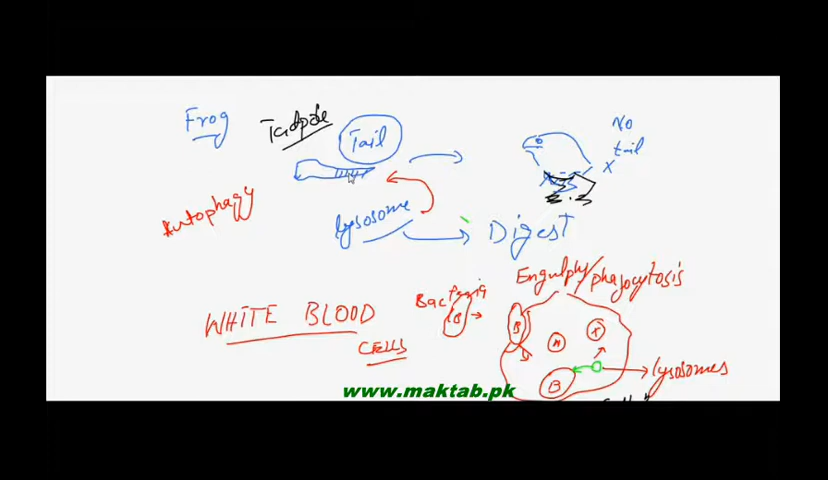 Frog
Tadpole
Tail
No
tail
x
Autophagy
lysosome
Digest
Engulph/phagocytosis
WHITE BLOOD
CELLS
Bacteria
B
B
N
X
B
lysosomes
www.maktab.pk